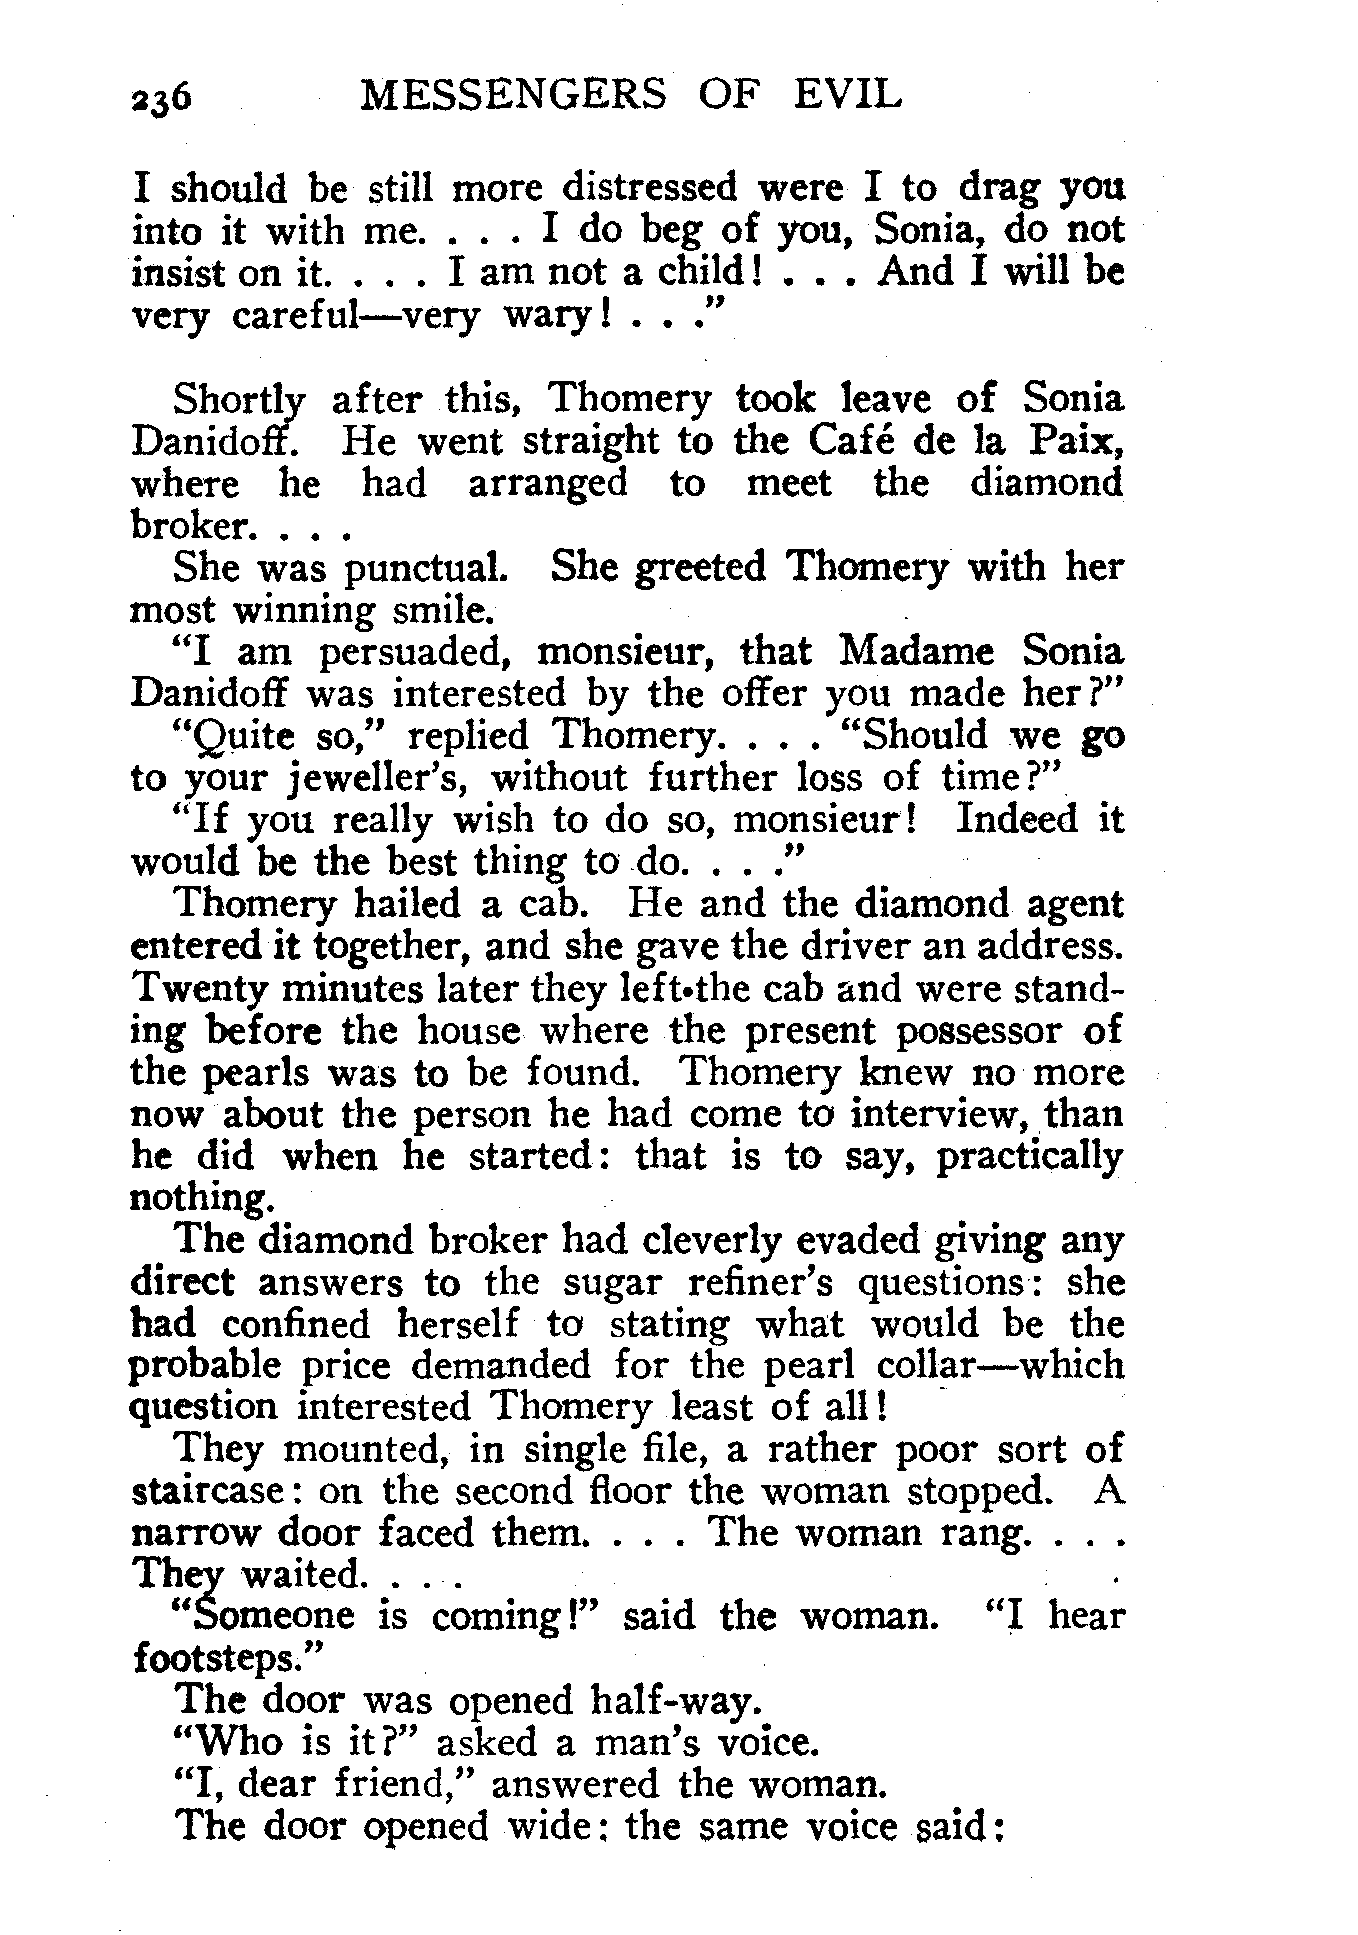 236 MESSENGERS OF EVIL
I should be still more distressed were I to drag you
into it with me. . . . I do beg of you, Sonia, do not
insist on it. . . . I am not a child! . . . And I will be
very careful—very wary! . . ."
Shortly after this, Thomery took leave of Sonia
Danidoff. He went straight to the Café de la Paix,
where he had arranged to meet the diamond
broker. . . .
She was punctual. She greeted Thomery with her
most winning smile.
"I am persuaded, monsieur, that Madame Sonia
Danidoff was interested by the offer you made her?"
"Quite so," replied Thomery. . . . "Should we go
to your jeweller's, without further loss of time?"
"If you really wish to do so, monsieur! Indeed it
would be the best thing to do. . . ."
Thomery hailed a cab. He and the diamond agent
entered it together, and she gave the driver an address.
Twenty minutes later they left the cab and were stand-
ing before the house where the present possessor of
the pearls was to be found. Thomery knew no more
now about the person he had come to interview, than
he did when he started: that is to say, practically
nothing.
The diamond broker had cleverly evaded giving any
direct answers to the sugar refiner's questions: she
had confined herself to stating what would be the
probable price demanded for the pearl collar—which
question interested Thomery least of all!
They mounted, in single file, a rather poor sort of
staircase: on the second floor the woman stopped. A
narrow door faced them. . . . The woman rang. . . .
They waited. . . .
"Someone is coming!" said the woman. "I hear
footsteps."
The door was opened half-way.
"Who is it?" asked a man's voice.
"I, dear friend," answered the woman.
The door opened wide: the same voice said: